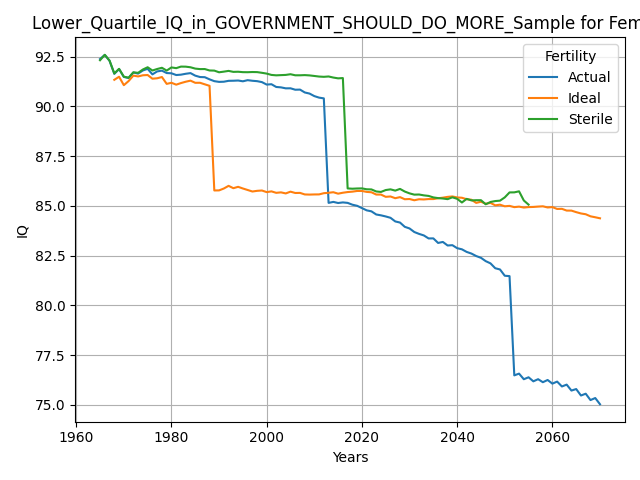 Lower_Quartile_IQ_in_GOVERNMENT_SHOULD_DO_MORE_Sample for Fem
92.5
90.0
87.5
85.0
82.5
80.0
77.5
75.0
IQ
Fertility
Actual
Ideal
Sterile
1960 1980 2000 2020 2040 2060
Years